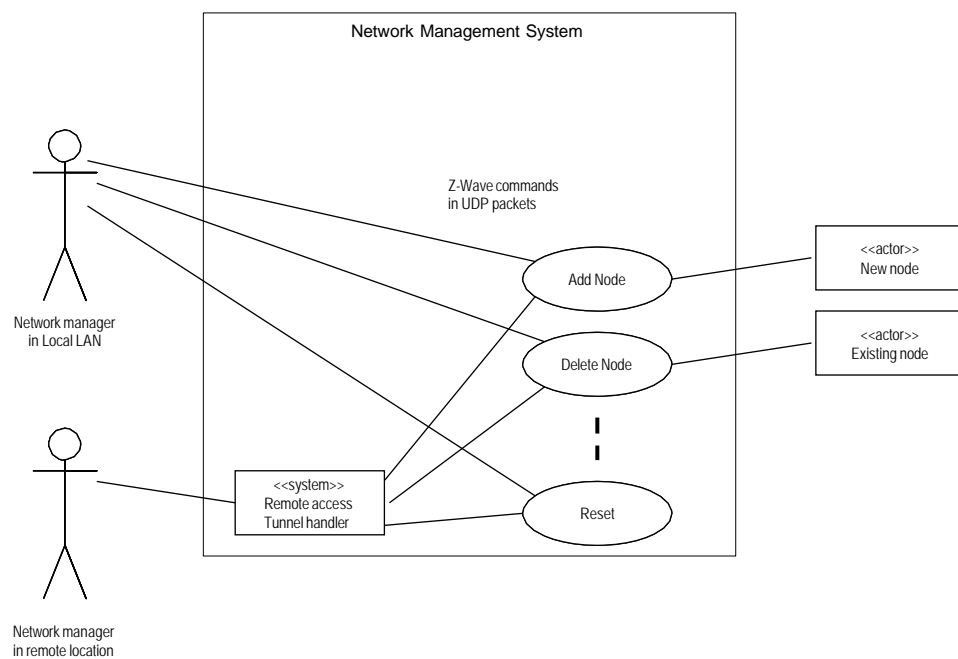 Network Management System
Z-Wave commands
in UDP packets
Add Node
<<actor>>
New node
Network manager
in Local LAN
Delete Node
<<actor>>
Existing node
<<system>>
Remote access
Tunnel handler
Reset
Network manager
in remote location